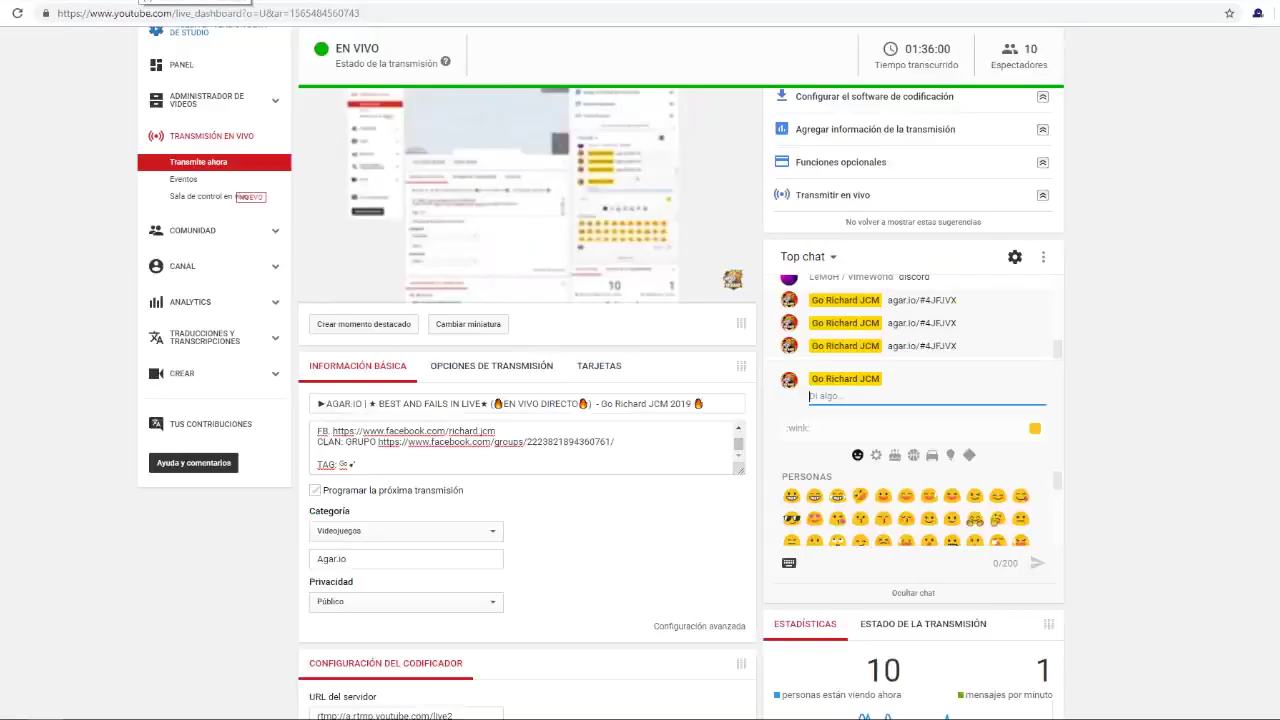 https://www.youtube.com/live_dashboard?o=U&ar=1565484560743
DE STUDIO
PANEL
ADMINISTRADOR DE
VIDEOS
TRANSMISIÓN EN VIVO
Transmite ahora
Eventos
Sala de control en
NUEVO
COMUNIDAD
CANAL
ANALYTICS
TRADUCCIONES Y
TRANSCRIPCIONES
CREAR
TUS CONTRIBUCIONES
Ayuda y comentarios
EN VIVO
Estado de la transmisión
01:36:00
Tiempo transcurrido
10
Espectadores
Crear momento destacado
Cambiar miniatura
INFORMACIÓN BÁSICA
OPCIONES DE TRANSMISIÓN
TARJETAS
►AGAR.IO | ★ BEST AND FAILS IN LIVE★ (🔥EN VIVO DIRECTO🔥) - Go Richard JCM 2019 🔥
FB. https://www.facebook.com/richard.jcm
CLAN: GRUPO https://www.facebook.com/groups/2223821894360761/
TAG:
Programar la próxima transmisión
Categoría
Videojuegos
Agar.io
Privacidad
Público
Configuración avanzada
CONFIGURACIÓN DEL CODIFICADOR
URL del servidor
rtmp://a.rtmp.youtube.com/live2
Configurar el software de codificación
Agregar información de la transmisión
Funciones opcionales
Transmitir en vivo
No volver a mostrar estas sugerencias
Top chat
LeMoH / VimeWorld discord
Go Richard JCM agar.io/#4JFJVX
Go Richard JCM agar.io/#4JFJVX
Go Richard JCM agar.io/#4JFJVX
Go Richard JCM
Di algo...
:wink:
PERSONAS
0/200
Ocultar chat
ESTADÍSTICAS
ESTADO DE LA TRANSMISIÓN
10
personas están viendo ahora
1
mensajes por minuto